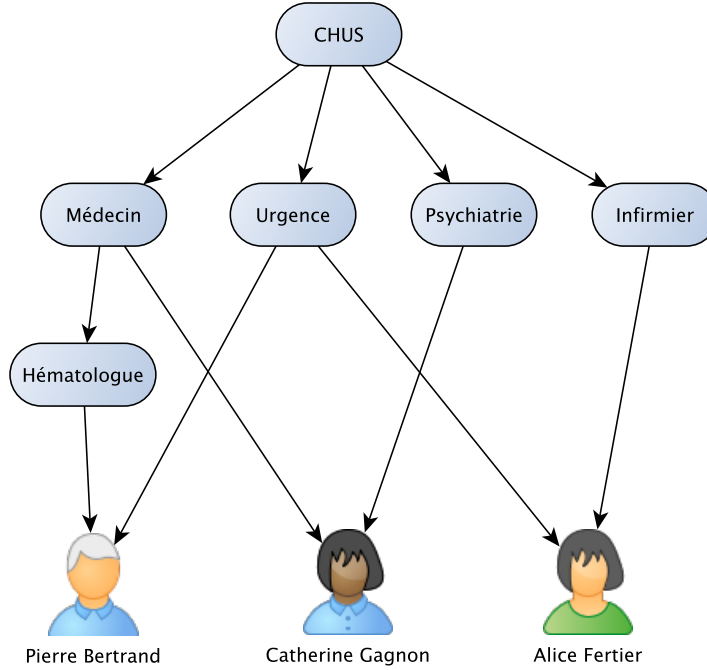 CHUS
Médecin
Urgence
Psychiatrie
Infirmier
Hématologue
Pierre Bertrand
Catherine Gagnon
Alice Fertier